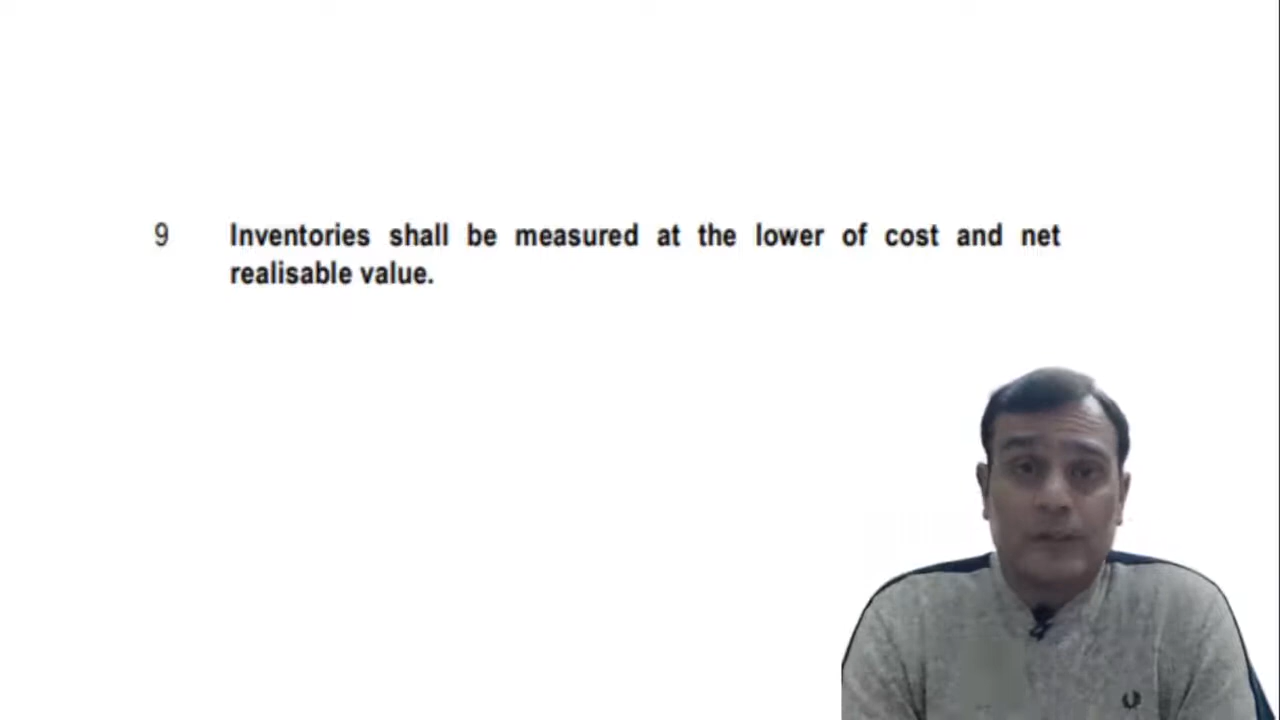 9 Inventories shall be measured at the lower of cost and net
realisable value.